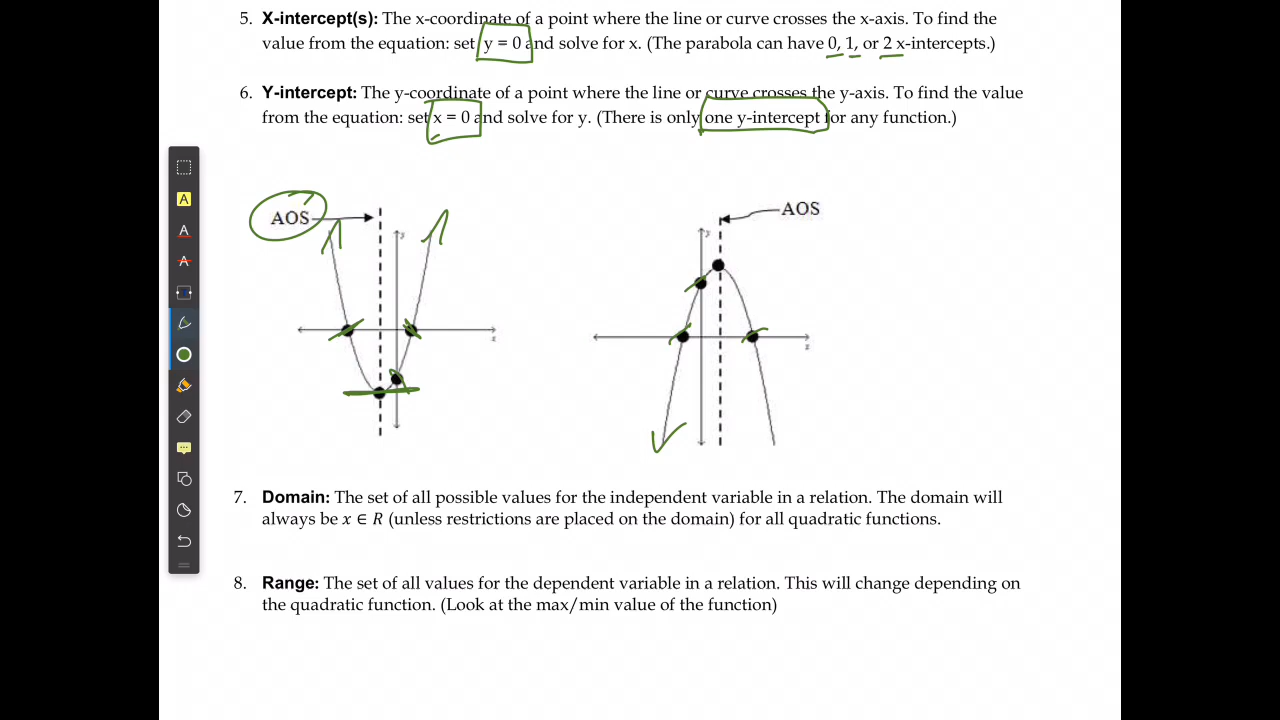 5. X-intercept(s): The x-coordinate of a point where the line or curve crosses the x-axis. To find the
value from the equation: set y = 0 and solve for x. (The parabola can have 0, 1, or 2 x-intercepts.)
6. Y-intercept: The y-coordinate of a point where the line or curve crosses the y-axis. To find the value
from the equation: set x = 0 and solve for y. (There is only one y-intercept for any function.)
A
A
A
AOS
y
x
AOS
y
x
7. Domain: The set of all possible values for the independent variable in a relation. The domain will
always be x ∈ R (unless restrictions are placed on the domain) for all quadratic functions.
8. Range: The set of all values for the dependent variable in a relation. This will change depending on
the quadratic function. (Look at the max/min value of the function)